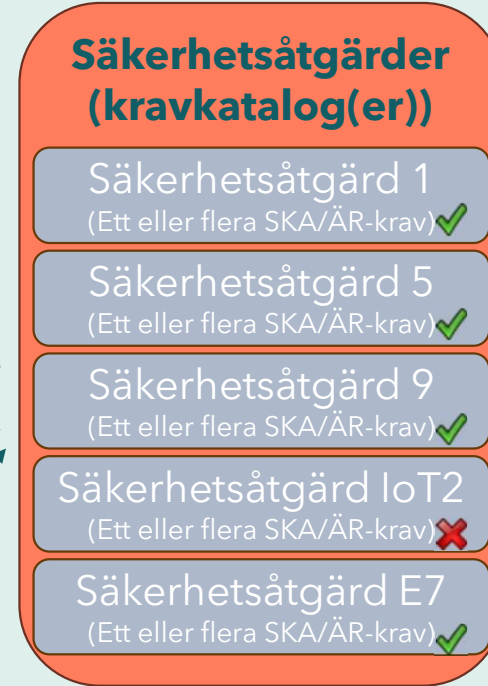 Säkerhetsåtgärder
(kravkatalog(er))
Säkerhetsåtgärd 1
(Ett eller flera SKA/ÄR-krav)
Säkerhetsåtgärd 5
(Ett eller flera SKA/ÄR-krav)
Säkerhetsåtgärd 9
(Ett eller flera SKA/ÄR-krav)
Säkerhetsåtgärd IoT2
(Ett eller flera SKA/ÄR-krav)
Säkerhetsåtgärd E7
(Ett eller flera SKA/ÄR-krav)